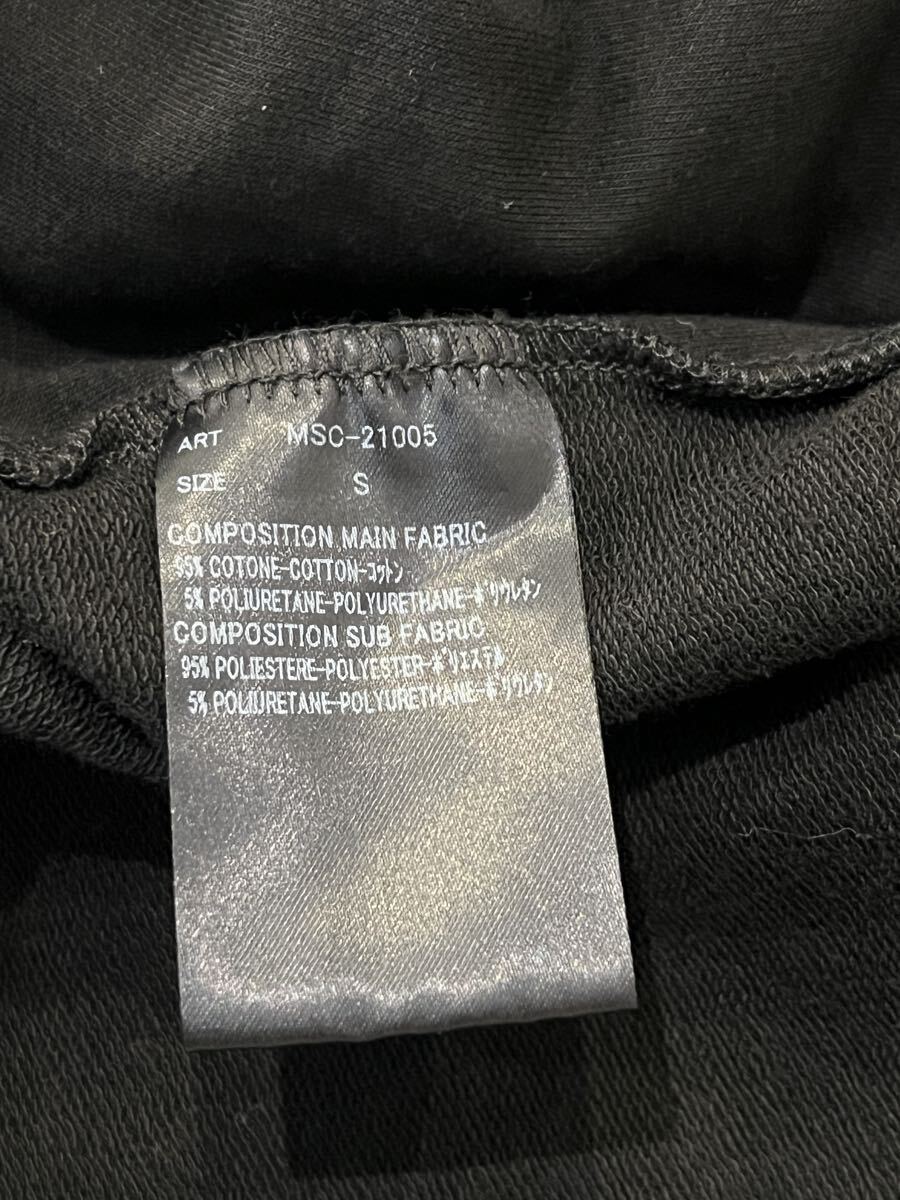 ART MSC-21005
SIZE S
COMPOSITION MAIN FABRIC
95% COTONE-COTTON-コットン
5% POLIURETANE-POLYURETHANE-ポリウレタン
COMPOSITION SUB FABRIC
95% POLIESTERE-POLYESTER-ポリエステル
5% POLIURETANE-POLYURETHANE-ポリウレタン